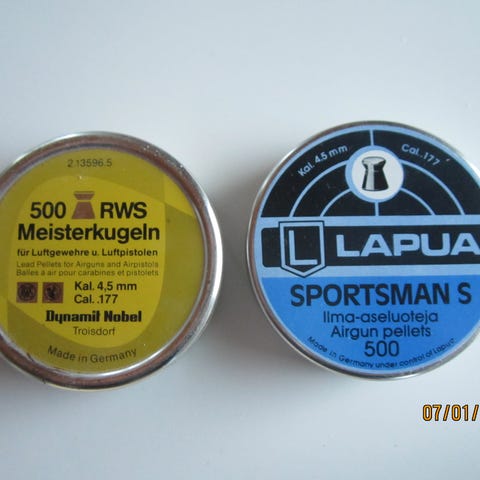 2 13596.5
500 RWS
Meisterkugeln
für Luftgewehre u. Luftpistolen
Lead Pellets for Airguns and Airpistols
Balles à air pour carabines et pistolets
Kal. 4,5 mm
Cal. .177
Dynamit Nobel
Troisdorf
Made in Germany
Kal. 4,5 mm
Cal. .177
L LAPUA
SPORTSMAN S
Ilma-aseluoteja
Airgun pellets
500
Made in Germany under control of Lapua
07/01/